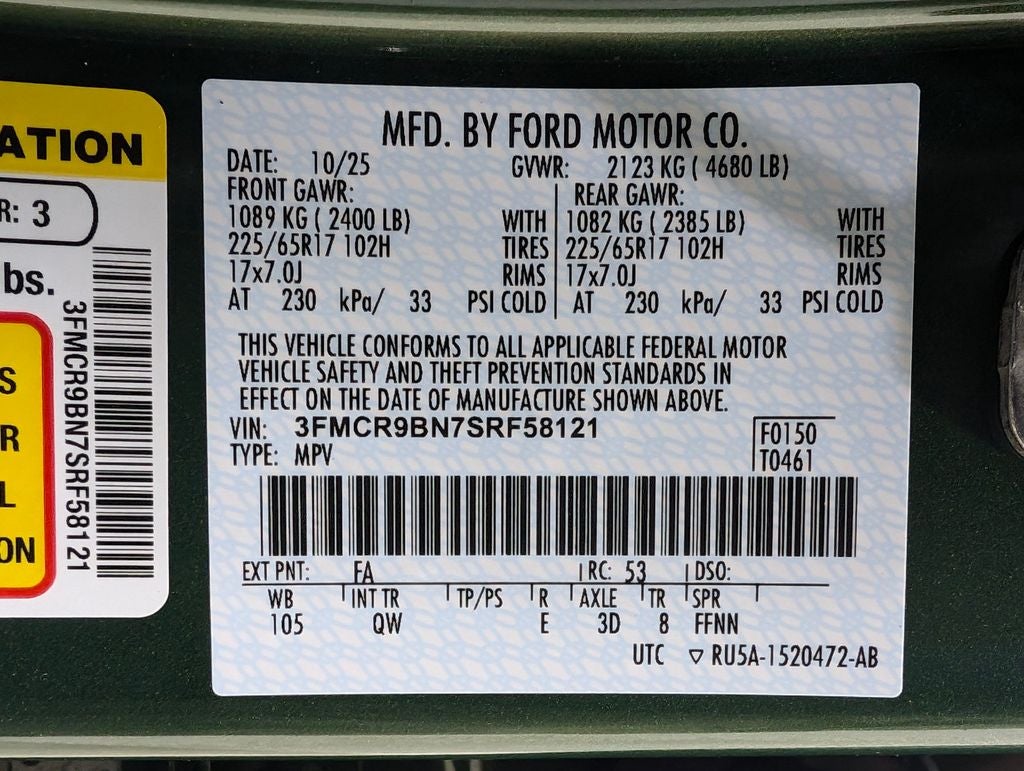 ATION
R: 3
bs.
3FMCR9BN7SRF58121
S
R
L
ON
MFD. BY FORD MOTOR CO.
DATE: 10/25 GVWR: 2123 KG ( 4680 LB)
FRONT GAWR: REAR GAWR:
1089 KG ( 2400 LB) WITH 1082 KG ( 2385 LB) WITH
225/65R17 102H TIRES 225/65R17 102H TIRES
17x7.0J RIMS 17x7.0J RIMS
AT 230 kPa/ 33 PSI COLD AT 230 kPa/ 33 PSI COLD
THIS VEHICLE CONFORMS TO ALL APPLICABLE FEDERAL MOTOR
VEHICLE SAFETY AND THEFT PREVENTION STANDARDS IN
EFFECT ON THE DATE OF MANUFACTURE SHOWN ABOVE.
VIN: 3FMCR9BN7SRF58121 F0150
TYPE: MPV T0461
EXT PNT: FA RC: 53 DSO:
WB INT TR TP/PS R AXLE TR SPR
105 QW E 3D 8 FFNN
UTC ▽ RU5A-1520472-AB